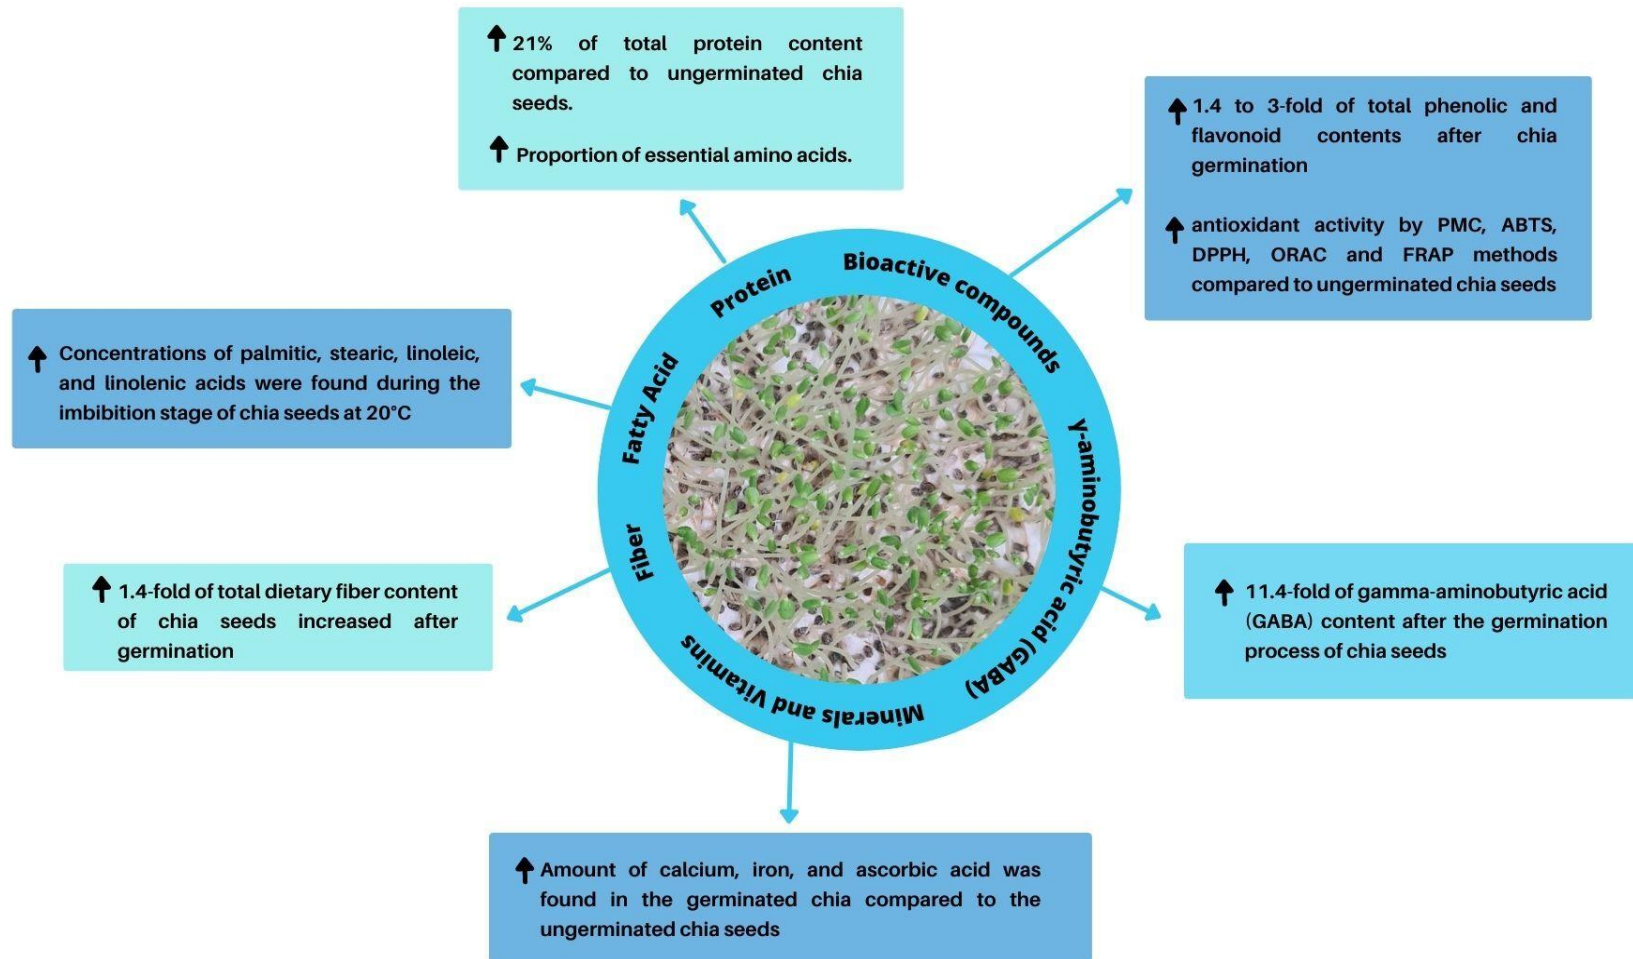 21% of total protein content
compared to ungerminated chia
seeds.
Proportion of essential amino acids.
1.4 to 3-fold of total phenolic and
flavonoid contents after chia
germination
antioxidant activity by PMC, ABTS,
DPPH, ORAC and FRAP methods
compared to ungerminated chia seeds
Concentrations of palmitic, stearic, linoleic,
and linolenic acids were found during the
imbibition stage of chia seeds at 20°C
Protein
Bioactive compounds
Fatty Acid
γ-aminobutyric acid (GABA)
Fiber
Minerals and Vitamins
1.4-fold of total dietary fiber content
of chia seeds increased after
germination
11.4-fold of gamma-aminobutyric acid
(GABA) content after the germination
process of chia seeds
Amount of calcium, iron, and ascorbic acid was
found in the germinated chia compared to the
ungerminated chia seeds